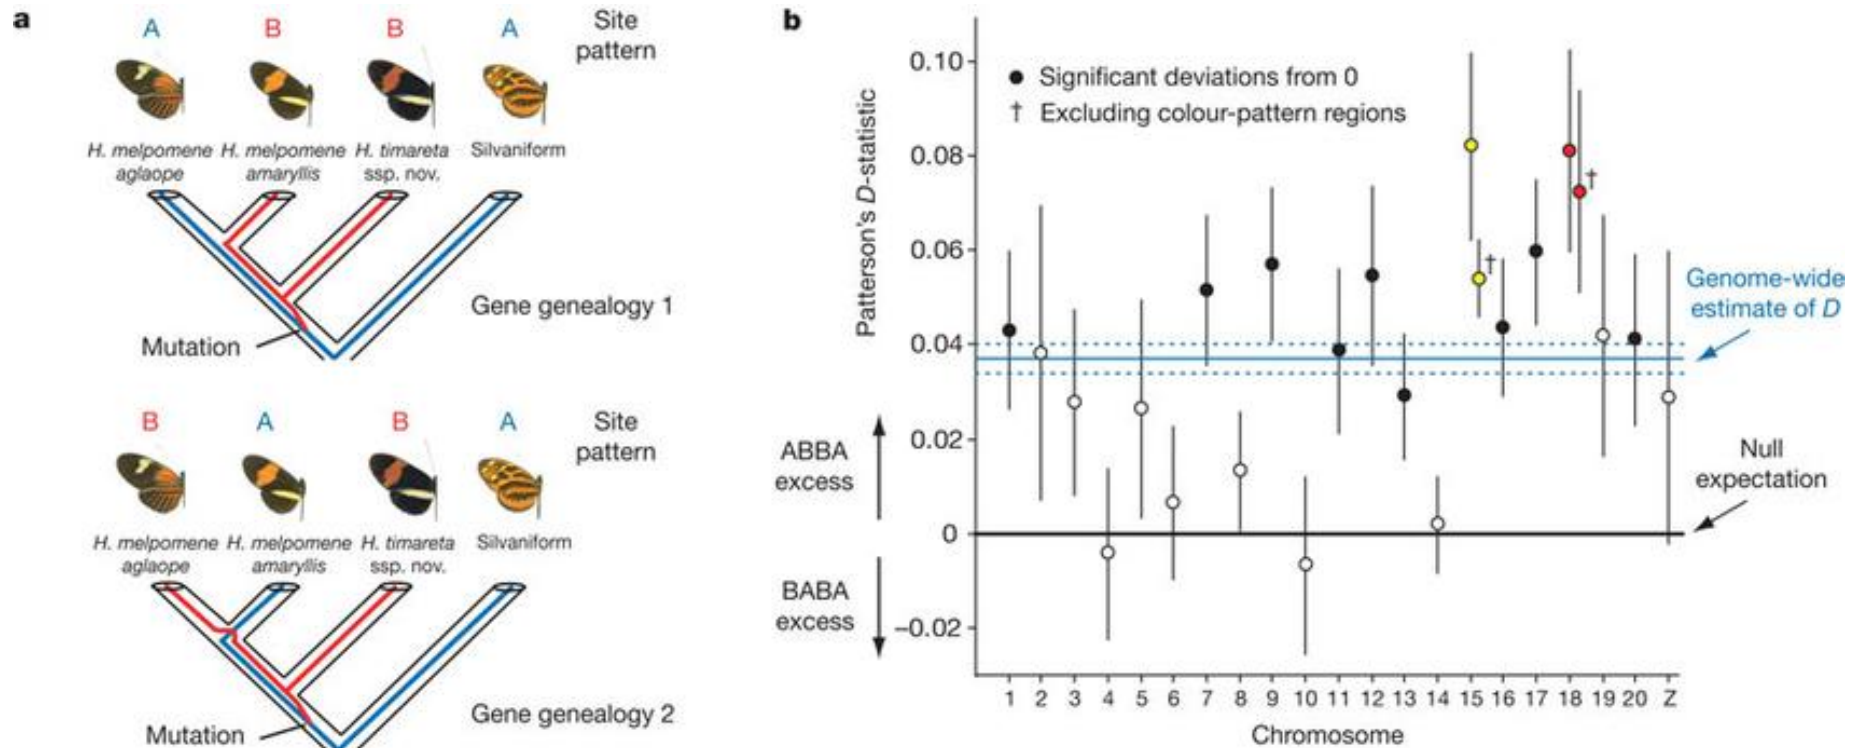 a
A B B A Site
pattern
H. melpomene H. melpomene H. timareta Silvaniform
aglaope amaryllis ssp. nov.
Gene genealogy 1
Mutation
B A B A Site
pattern
H. melpomene H. melpomene H. timareta Silvaniform
aglaope amaryllis ssp. nov.
Gene genealogy 2
Mutation
b
Patterson's D-statistic
0.10
0.08
0.06
0.04
0.02
0
–0.02
● Significant deviations from 0
† Excluding colour-pattern regions
†
†
Genome-wide
estimate of D
Null
expectation
ABBA
excess
BABA
excess
1 2 3 4 5 6 7 8 9 10 11 12 13 14 15 16 17 18 19 20 Z
Chromosome